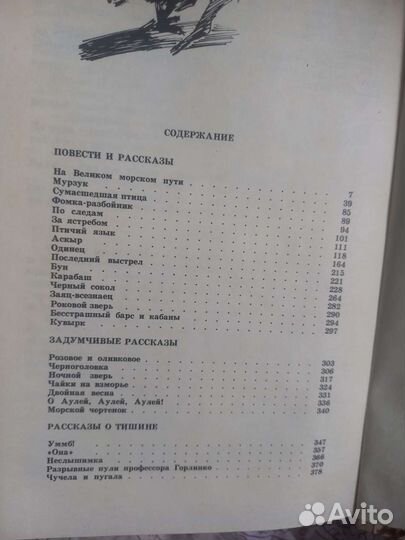 СОДЕРЖАНИЕ
ПОВЕСТИ И РАССКАЗЫ
На Великом морском пути . . . . . 7
Мурзук . . . . . 39
Сумасшедшая птица . . . . . 85
Фомка-разбойник . . . . . 89
По следам . . . . . 94
За ястребом . . . . . 101
Птичий язык . . . . . 111
Аскыр . . . . . 118
Одинец . . . . . 164
Последний выстрел . . . . . 215
Бун . . . . . 221
Карабаш . . . . . 228
Черный сокол . . . . . 264
Заяц-всезнаец . . . . . 282
Роковой зверь . . . . . 290
Бесстрашный барс и кабаны . . . . . 294
Кувырк . . . . . 297
ЗАДУМЧИВЫЕ РАССКАЗЫ
Розовое и оливковое . . . . . 303
Черноголовка . . . . . 306
Ночной зверь . . . . . 317
Чайки на взморье . . . . . 324
Двойная весна . . . . . 331
О Аулей, Аулей, Аулей! . . . . . 336
Морской чертенок . . . . . 340
РАССКАЗЫ О ТИШИНЕ
Уммб! . . . . . 347
«Она» . . . . . 357
Неслышимка . . . . . 366
Разрывные пули профессора Горлинко . . . . . 370
Чучела и пугала . . . . . 378
Avito